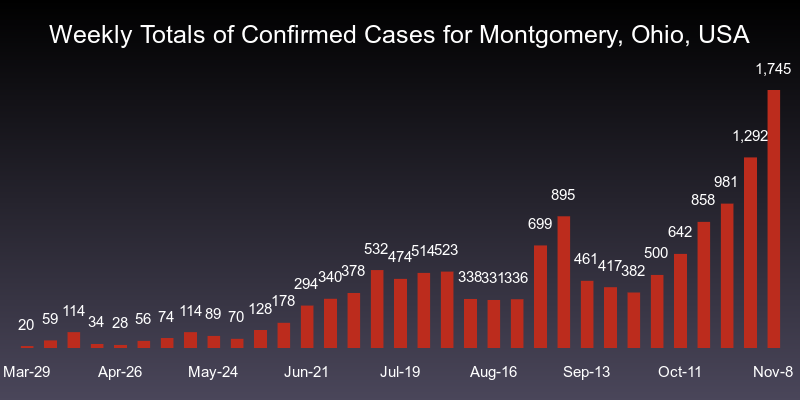 Weekly Totals of Confirmed Cases for Montgomery, Ohio, USA
20 59 114 34 28 56 74 114 89 70 128 178 294 340 378 532 474 514 523 338 331 336 699 895 461 417 382 500 642 858 981 1,292 1,745
Mar-29 Apr-26 May-24 Jun-21 Jul-19 Aug-16 Sep-13 Oct-11 Nov-8